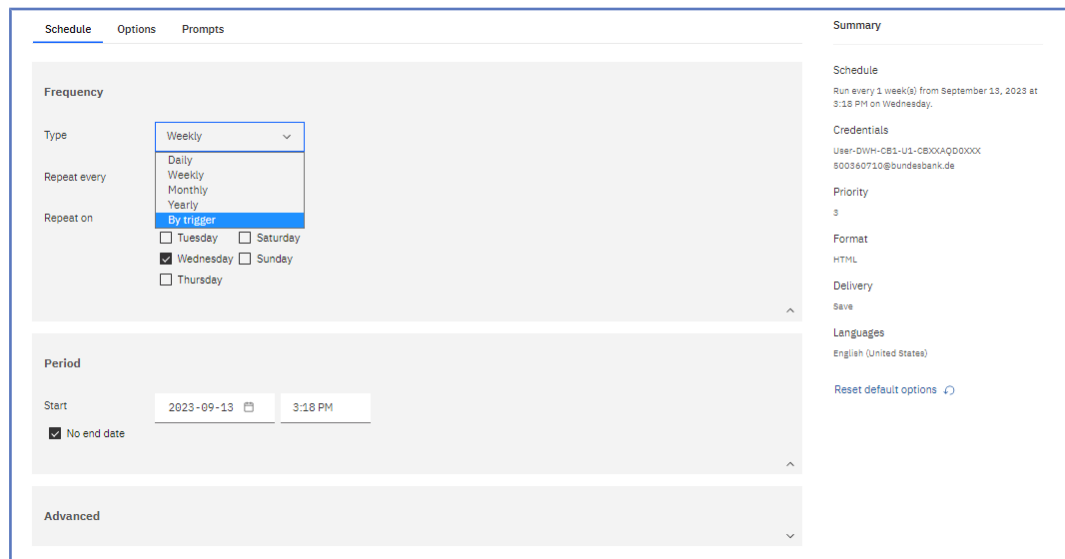 Schedule Options Prompts
Frequency
Type Weekly
Daily
Weekly
Repeat every
Monthly
Yearly
Repeat on By trigger
Tuesday Saturday
Wednesday Sunday
Thursday
Period
Start 2023-09-13 3:18 PM
No end date
Advanced
Summary
Schedule
Run every 1 week(s) from September 13, 2023 at
3:18 PM on Wednesday.
Credentials
User-DWH-CB1-U1-CBXXAQD0XXX
500360710@bundesbank.de
Priority
3
Format
HTML
Delivery
Save
Languages
English (United States)
Reset default options